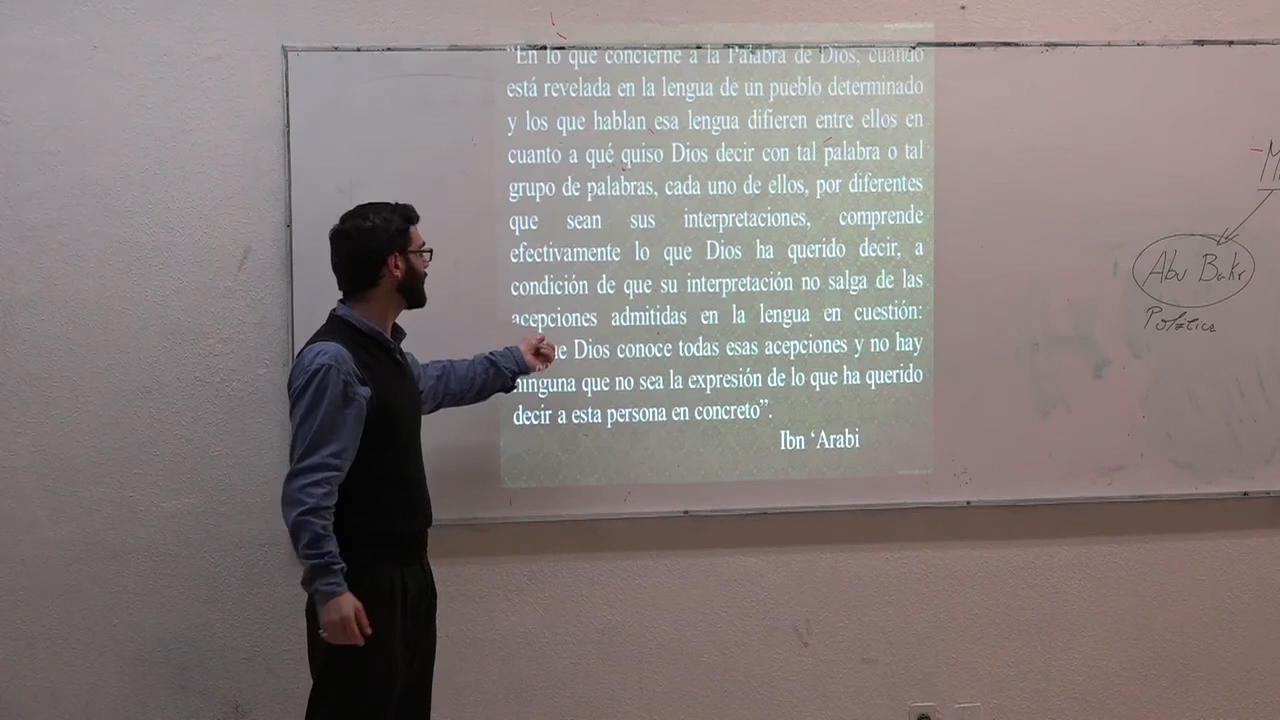 "En lo que concierne a la Palabra de Dios, cuando
está revelada en la lengua de un pueblo determinado
y los que hablan esa lengua difieren entre ellos en
cuanto a qué quiso Dios decir con tal palabra o tal
grupo de palabras, cada uno de ellos, por diferentes
que sean sus interpretaciones, comprende
efectivamente lo que Dios ha querido decir, a
condición de que su interpretación no salga de las
acepciones admitidas en la lengua en cuestión:
Dios conoce todas esas acepciones y no hay
ninguna que no sea la expresión de lo que ha querido
decir a esta persona en concreto”.
Ibn ‘Arabi
Abu Bakr
Política